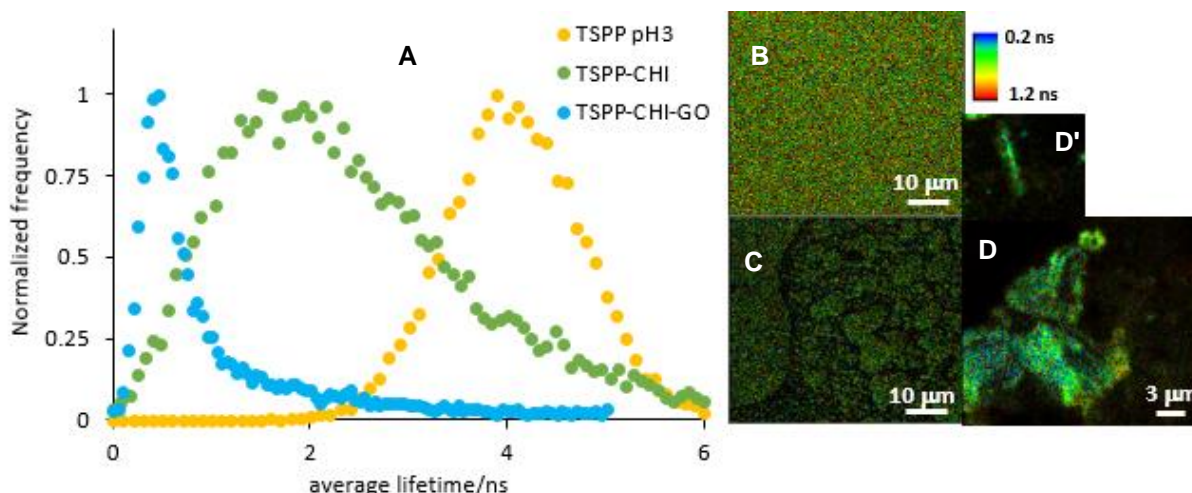 A
TSPP pH3
TSPP-CHI
TSPP-CHI-GO
Normalized frequency
1
0.75
0.5
0.25
0
0 2 4 6
average lifetime/ns
B
10 µm
0.2 ns
1.2 ns
D'
C
10 µm
D
3 µm